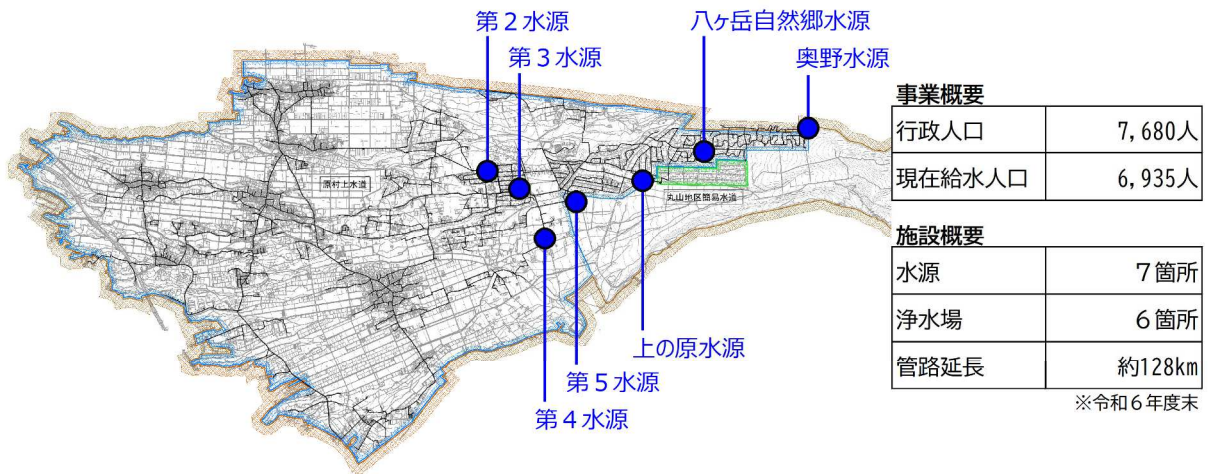 第２水源
第３水源
八ヶ岳自然郷水源
奥野水源
原村上水道
丸山地区簡易水道
上の原水源
第５水源
第４水源
事業概要
行政人口 7,680人
現在給水人口 6,935人
施設概要
水源 7箇所
浄水場 6箇所
管路延長 約128km
※令和６年度末